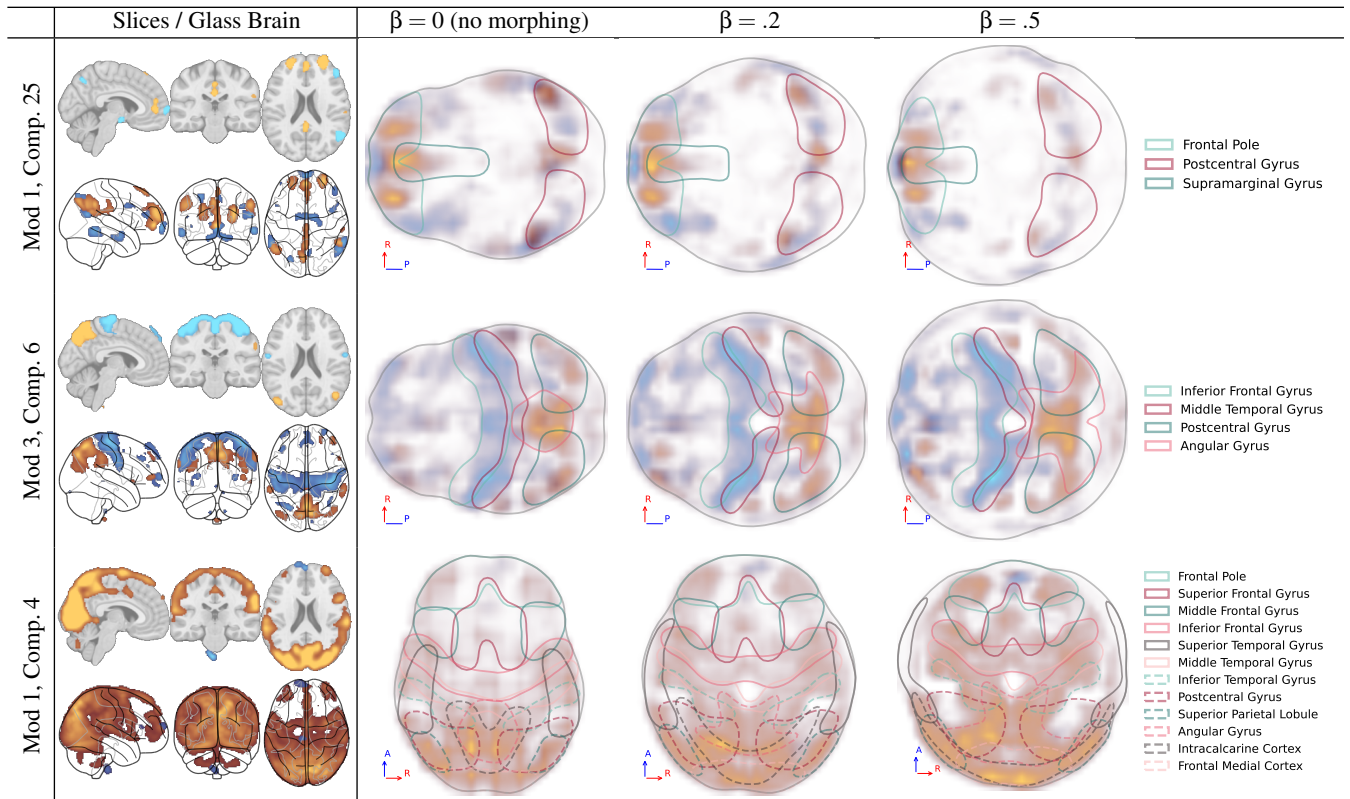 Slices / Glass Brain
β = 0 (no morphing)
β = .2
β = .5
Mod 1, Comp. 25
R
P
R
P
R
P
Frontal Pole
Postcentral Gyrus
Supramarginal Gyrus
Mod 3, Comp. 6
R
P
R
P
R
P
Inferior Frontal Gyrus
Middle Temporal Gyrus
Postcentral Gyrus
Angular Gyrus
Mod 1, Comp. 4
A
R
A
R
A
R
Frontal Pole
Superior Frontal Gyrus
Middle Frontal Gyrus
Inferior Frontal Gyrus
Superior Temporal Gyrus
Middle Temporal Gyrus
Inferior Temporal Gyrus
Postcentral Gyrus
Superior Parietal Lobule
Angular Gyrus
Intracalcarine Cortex
Frontal Medial Cortex